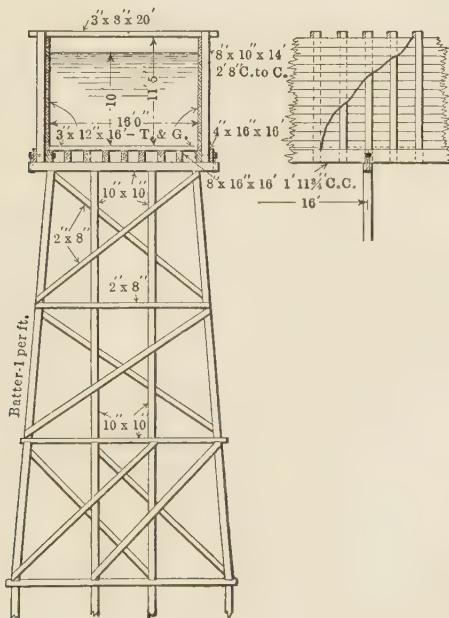 3" x 8" x 20'
10'
11' 5"
16' 0"
3" x 12" x 16' – T. & G.
8" x 10" x 14'
2' 8" C. to C.
4" x 16" x 16'
8" x 16" x 16' 1' 11¾" C.C.
16'
10" x 10"
2" x 8"
2" x 8"
Batter-1" per ft.
10" x 10"